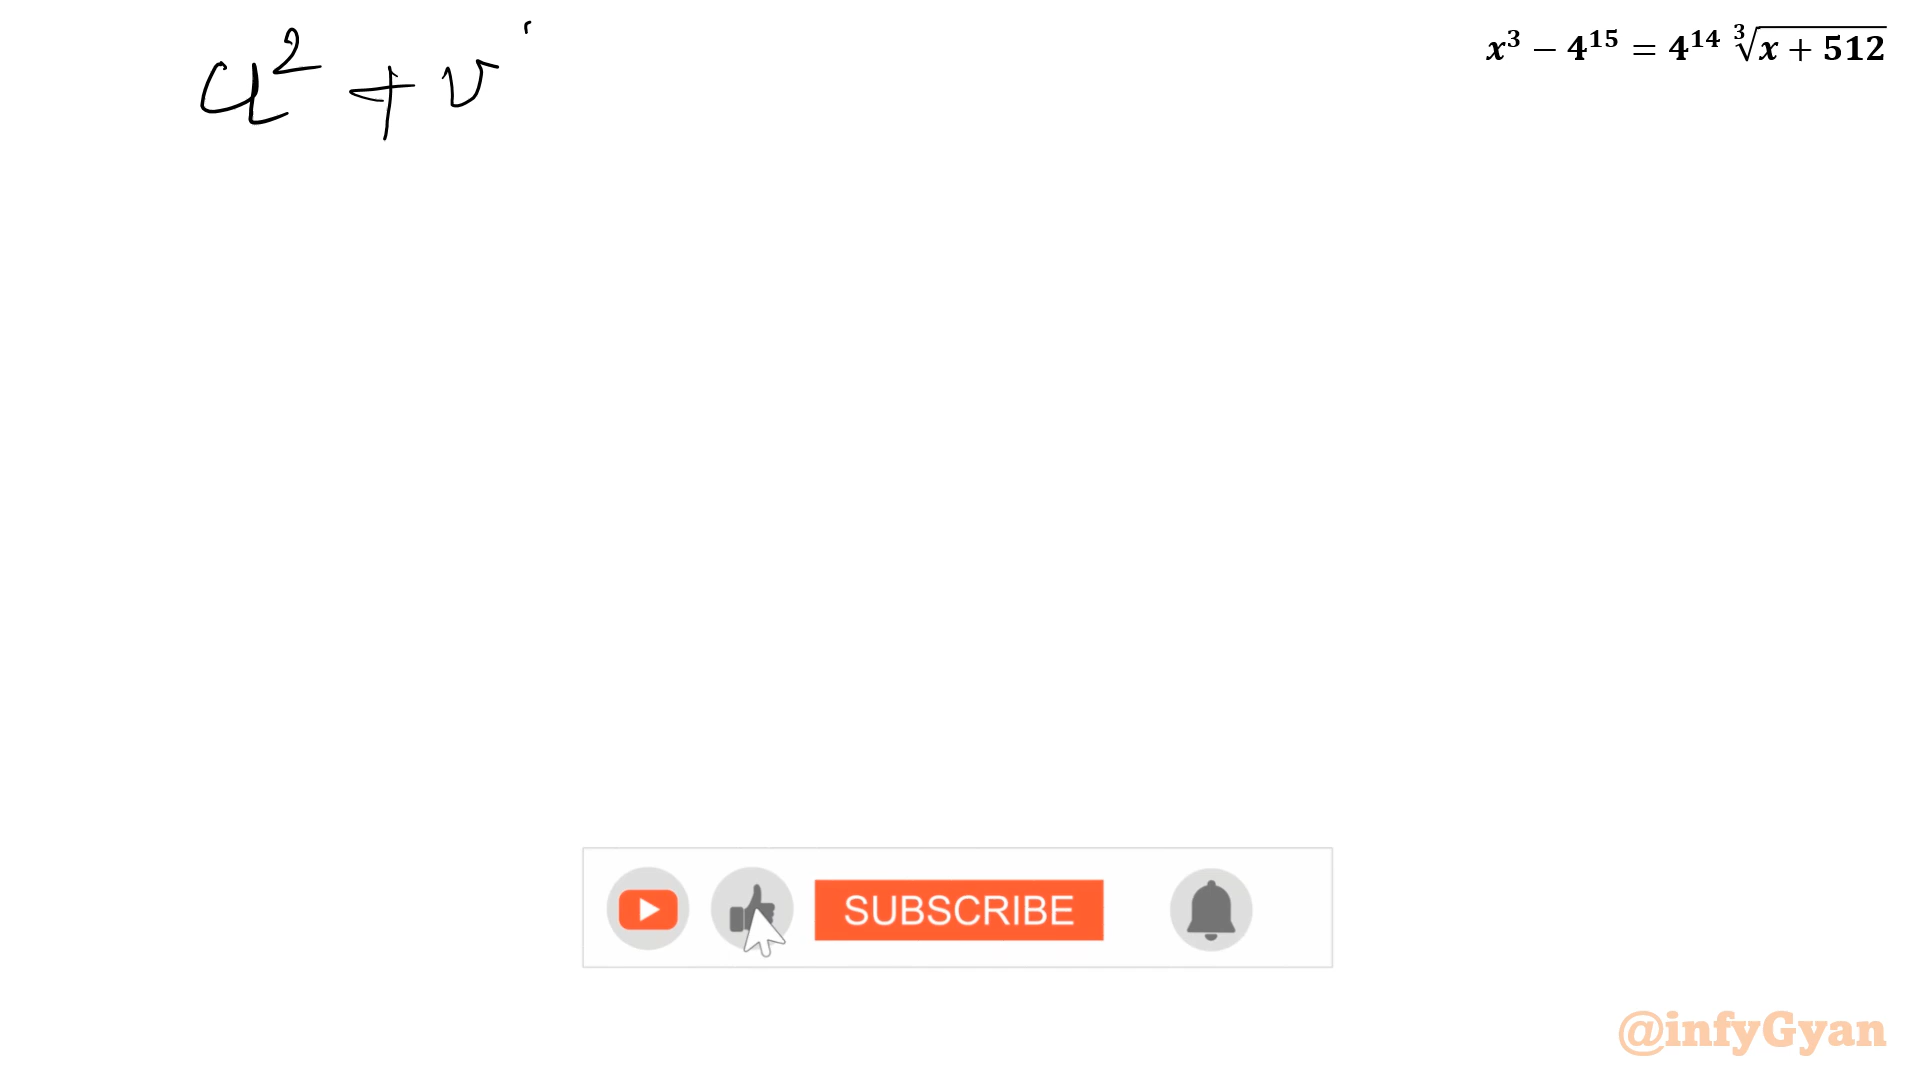 u² + v
x³ − 4¹⁵ = 4¹⁴ ∛(x + 512)
SUBSCRIBE
@infyGyan